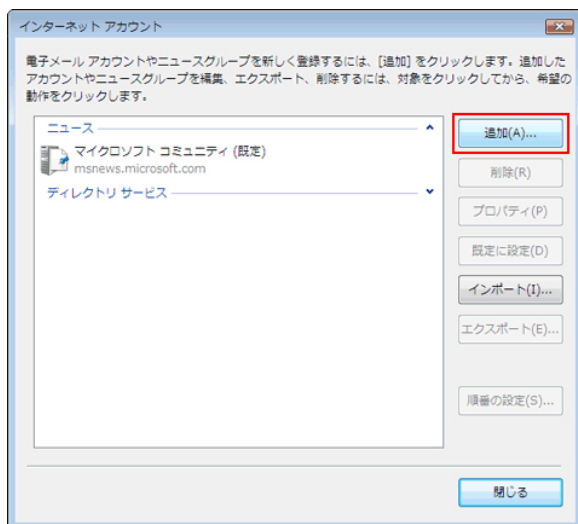 インターネット アカウント
電子メール アカウントやニュースグループを新しく登録するには、[追加] をクリックします。追加した
アカウントやニュースグループを編集、エクスポート、削除するには、対象をクリックしてから、希望の
動作をクリックします。
ニュース
マイクロソフト コミュニティ (既定)
msnews.microsoft.com
ディレクトリ サービス
追加(A)...
削除(R)
プロパティ(P)
既定に設定(D)
インポート(I)...
エクスポート(E)...
順番の設定(S)...
閉じる